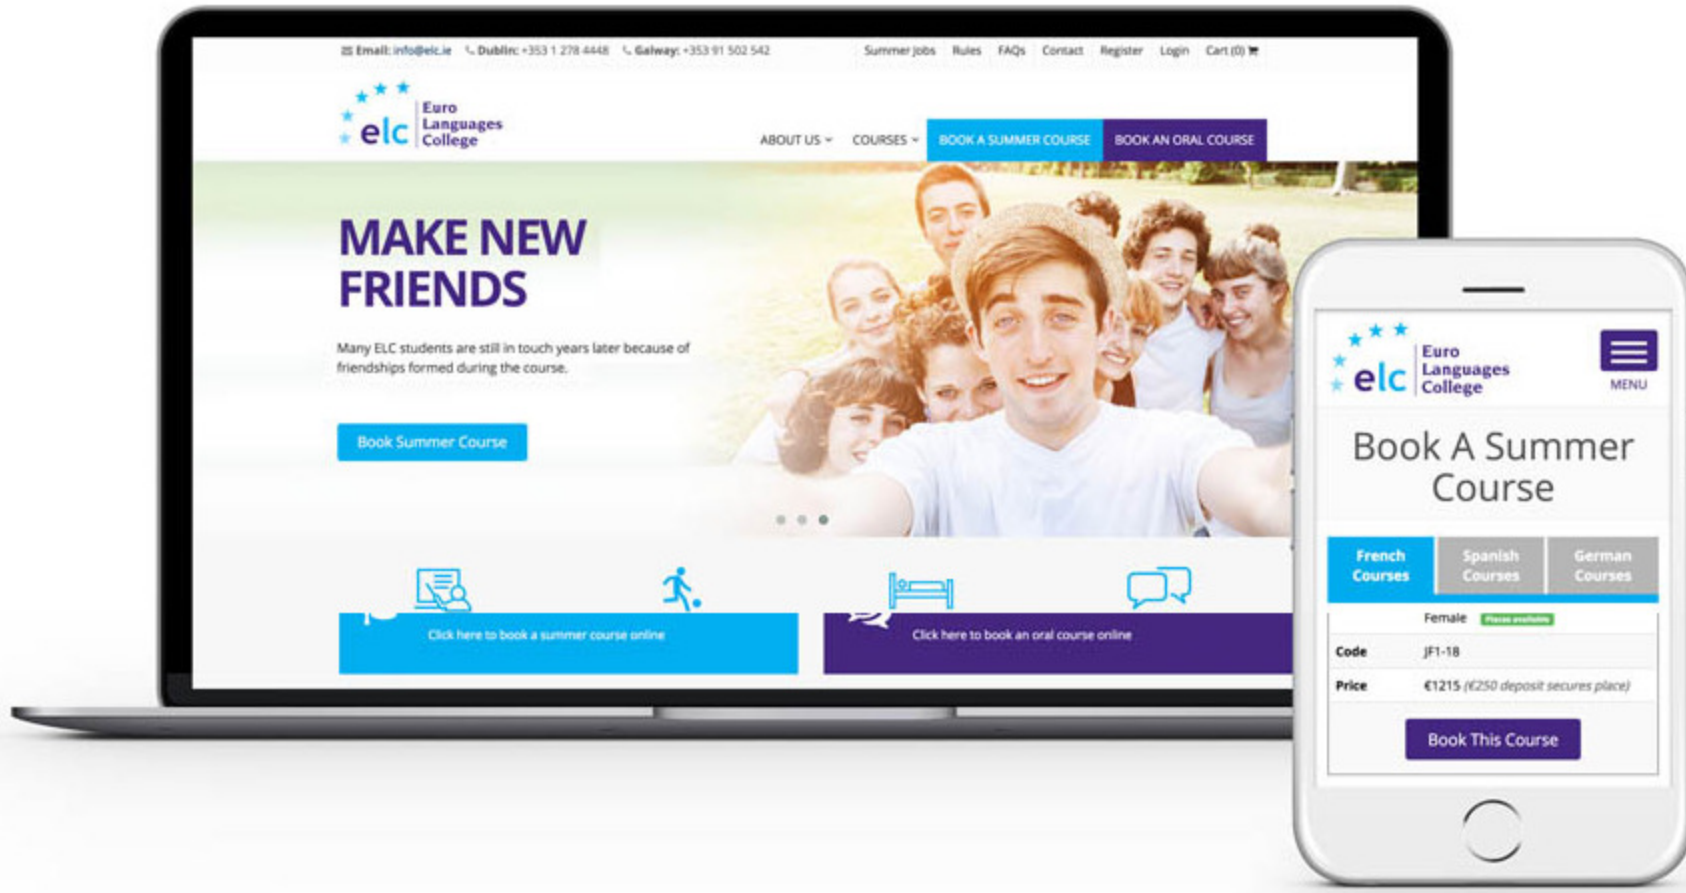 Email: info@elc.ie Dublin: +353 1 278 4448 Galway: +353 91 502 542
Summer Jobs Rules FAQs Contact Register Login Cart (0)
elc
Euro
Languages
College
ABOUT US COURSES BOOK A SUMMER COURSE BOOK AN ORAL COURSE
MAKE NEW
FRIENDS
Many ELC students are still in touch years later because of
friendships formed during the course.
Book Summer Course
Click here to book a summer course online
Click here to book an oral course online
elc
Euro
Languages
College
MENU
Book A Summer
Course
French
Courses
Spanish
Courses
German
Courses
Female Places available
Code JF1-18
Price €1215 (€250 deposit secures place)
Book This Course